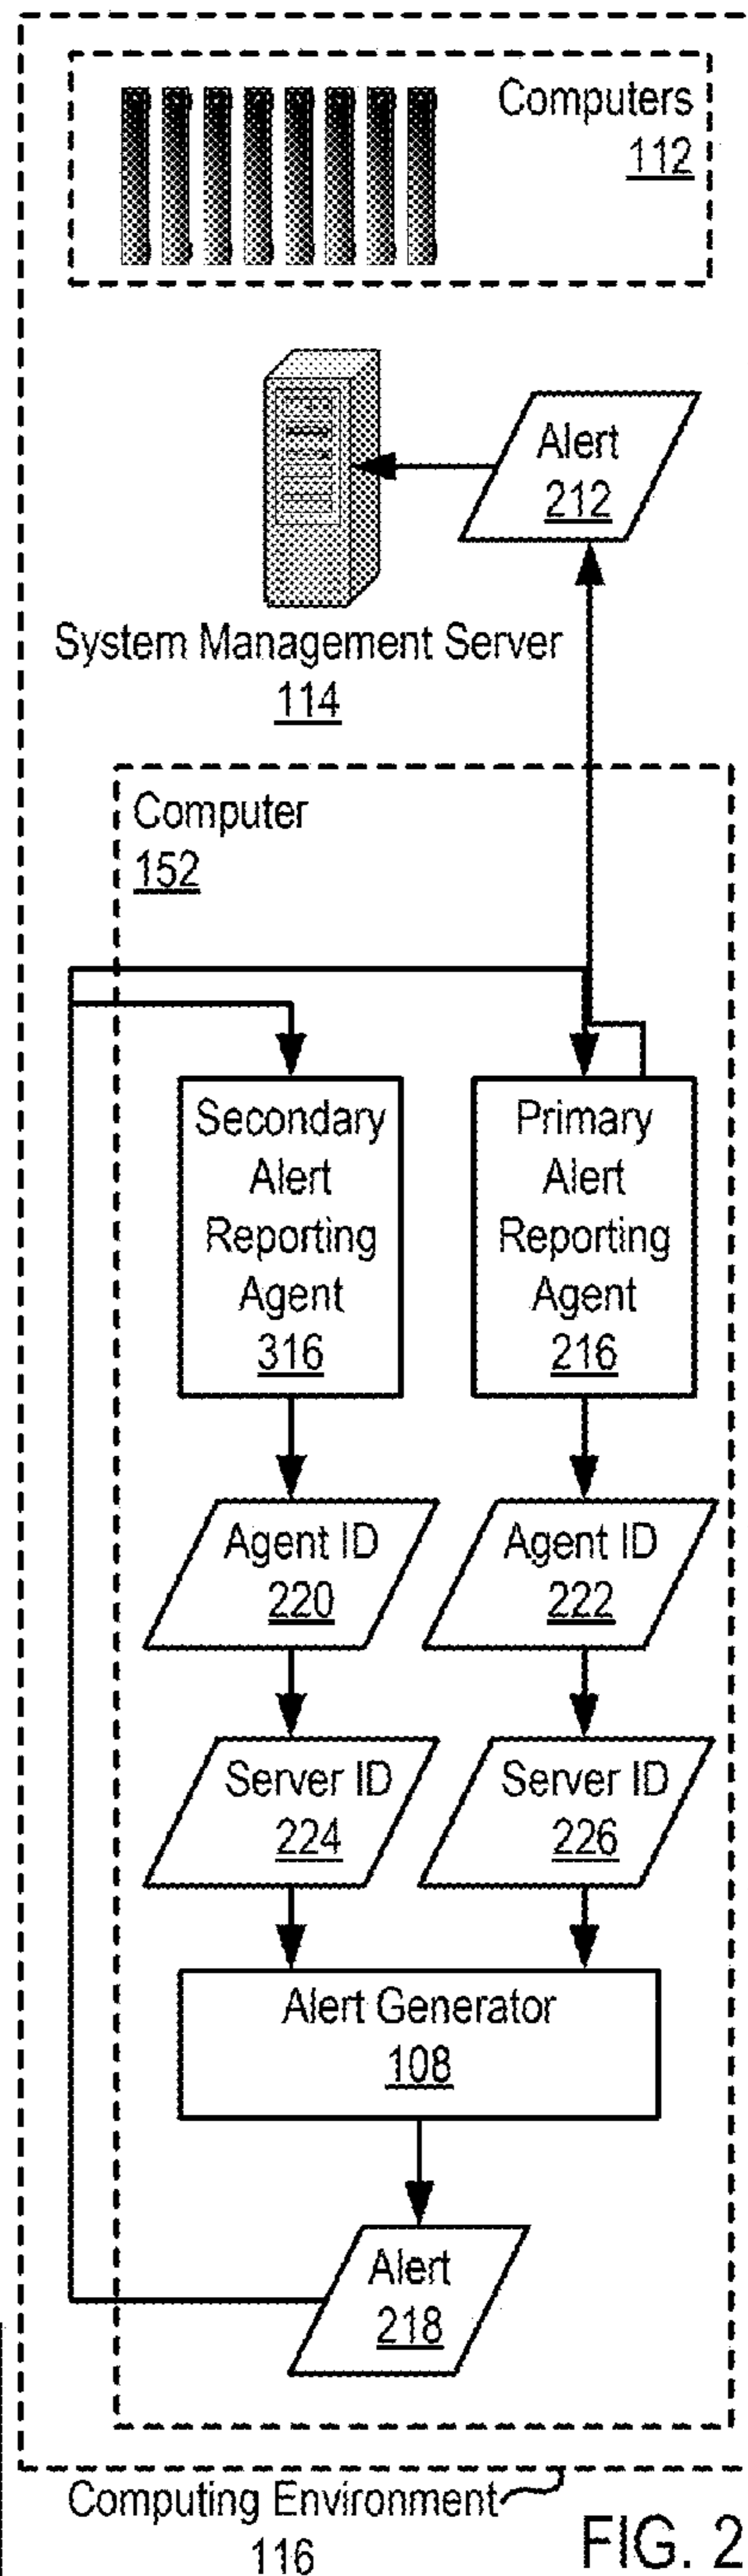 Computers
112
Alert
212
System Management Server
114
Computer
152
Secondary
Alert
Reporting
Agent
316
Primary
Alert
Reporting
Agent
216
Agent ID
220
Agent ID
222
Server ID
224
Server ID
226
Alert Generator
108
Alert
218
Computing Environment
116
FIG. 2